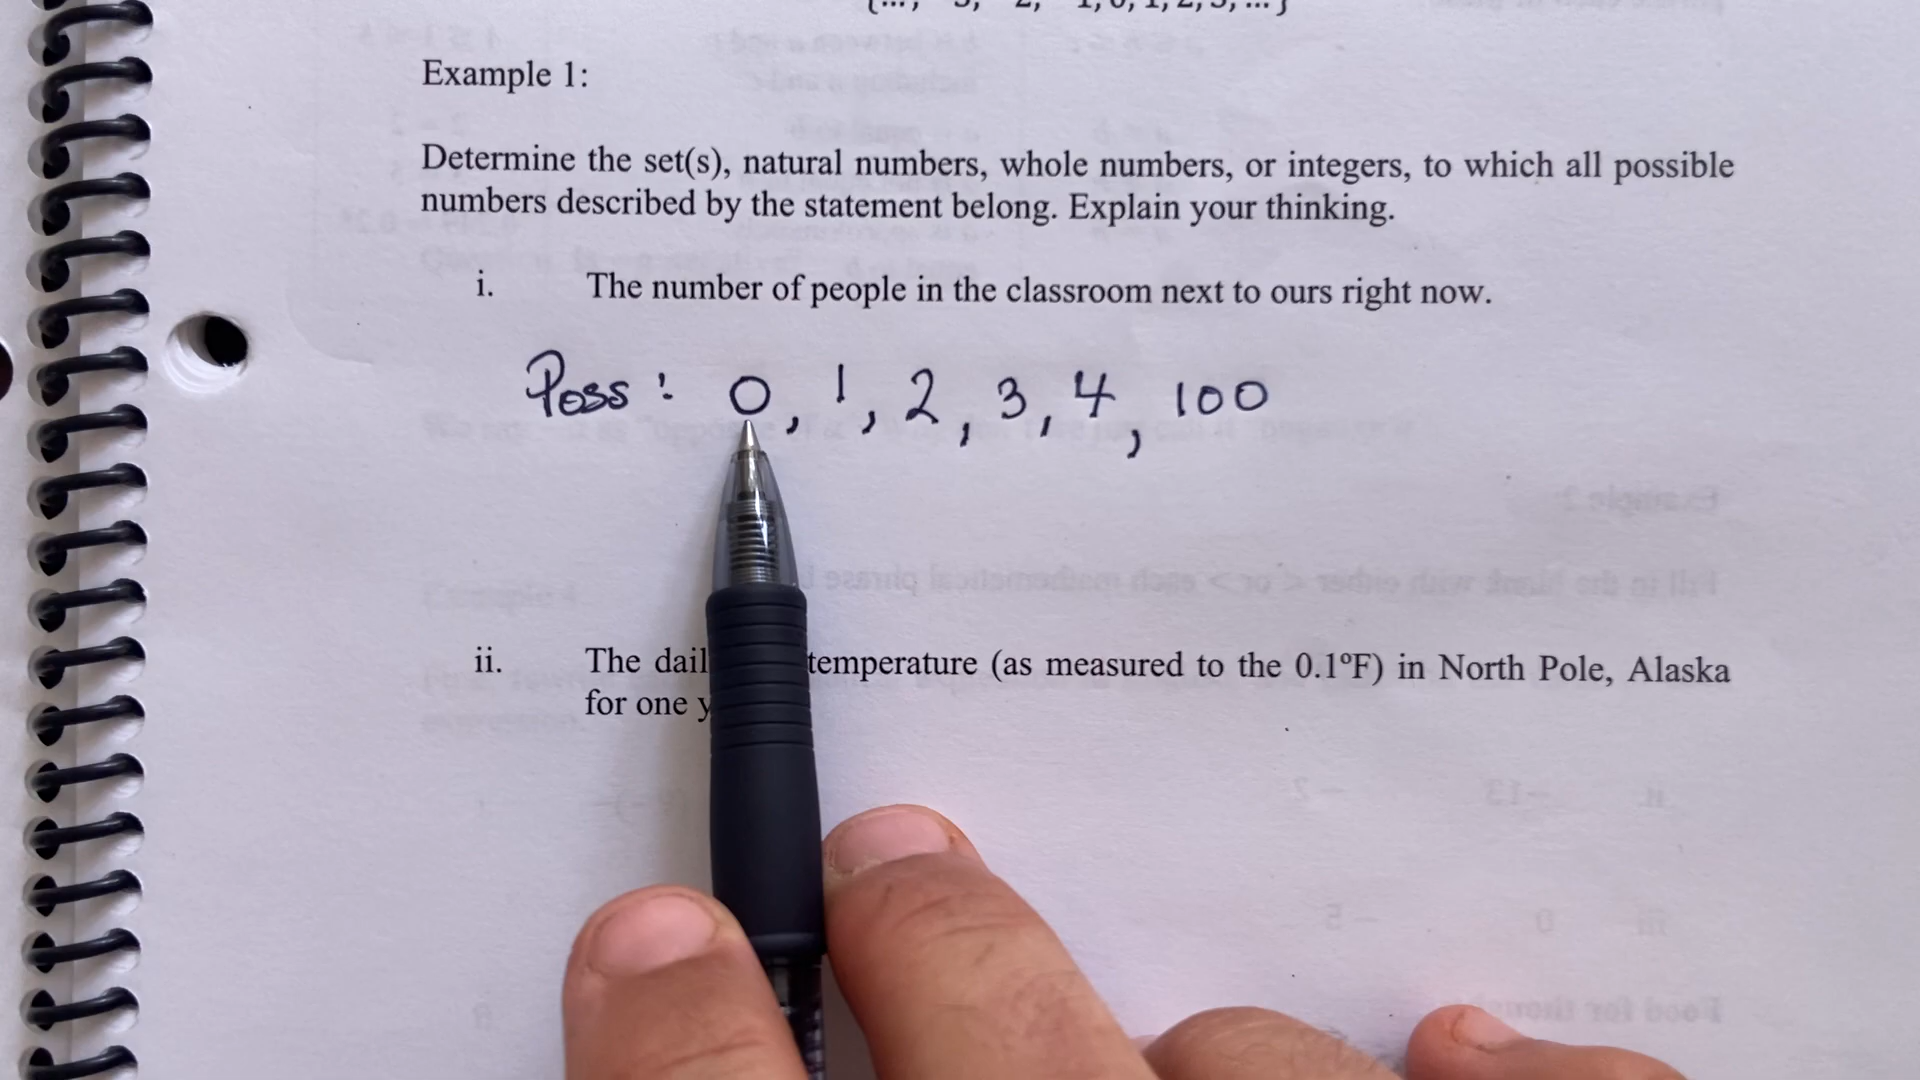 Example 1:
Determine the set(s), natural numbers, whole numbers, or integers, to which all possible
numbers described by the statement belong. Explain your thinking.
i. The number of people in the classroom next to ours right now.
Poss: 0, 1, 2, 3, 4, 100
ii. The temperature (as measured to the 0.1°F) in North Pole, Alaska
for one